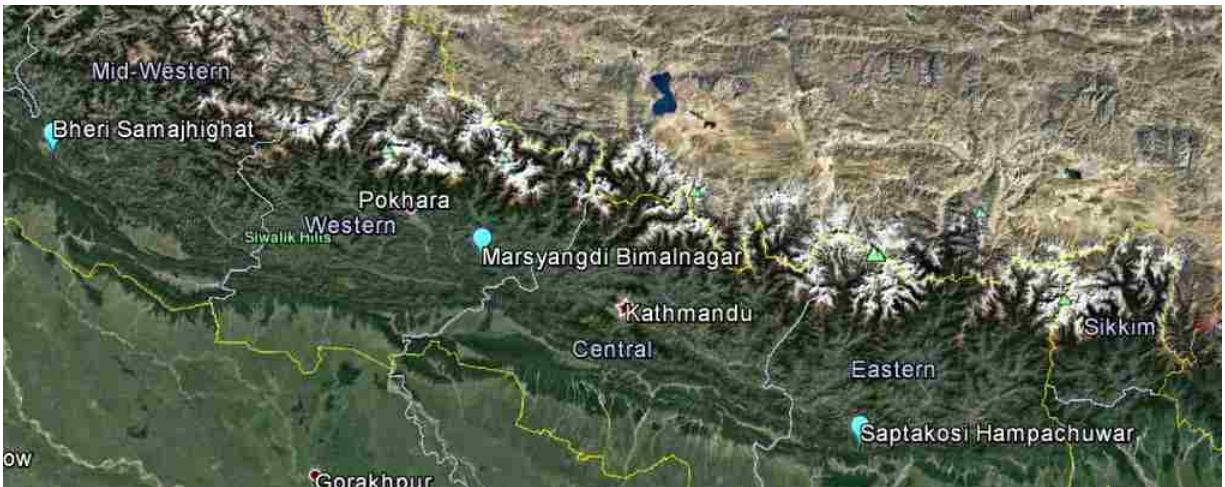 Mid-Western
Bheri Samajhighat
Pokhara
Western
Siwalik Hills
Marsyangdi Bimalnagar
Kathmandu
Central
Sikkim
Eastern
Saptakosi Hampachuwar
ow
Gorakhpur